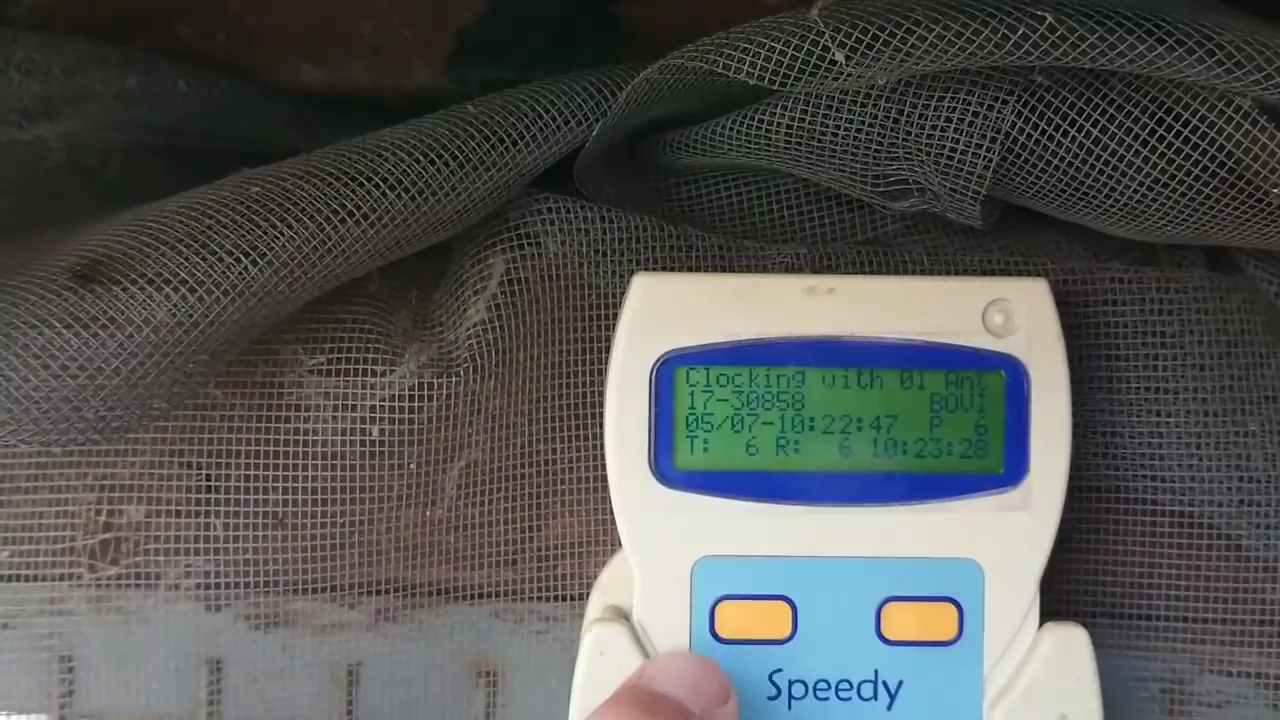 Clocking with 01 Ant
17-30858 BOVI
05/07-10:22:47 P 6
T: 6 R: 6 10:23:28
Speedy